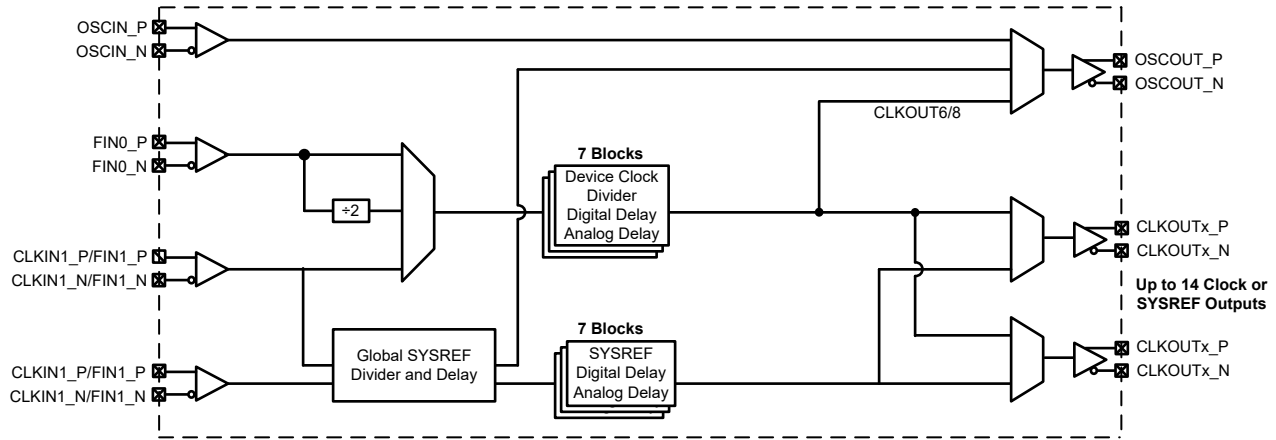 OSCIN_P
OSCIN_N
OSCOUT_P
OSCOUT_N
CLKOUT6/8
FIN0_P
FIN0_N
÷2
7 Blocks
Device Clock
Divider
Digital Delay
Analog Delay
CLKOUTx_P
CLKOUTx_N
CLKIN1_P/FIN1_P
CLKIN1_N/FIN1_N
Up to 14 Clock or
SYSREF Outputs
Global SYSREF
Divider and Delay
7 Blocks
SYSREF
Digital Delay
Analog Delay
CLKOUTx_P
CLKOUTx_N
CLKIN1_P/FIN1_P
CLKIN1_N/FIN1_N